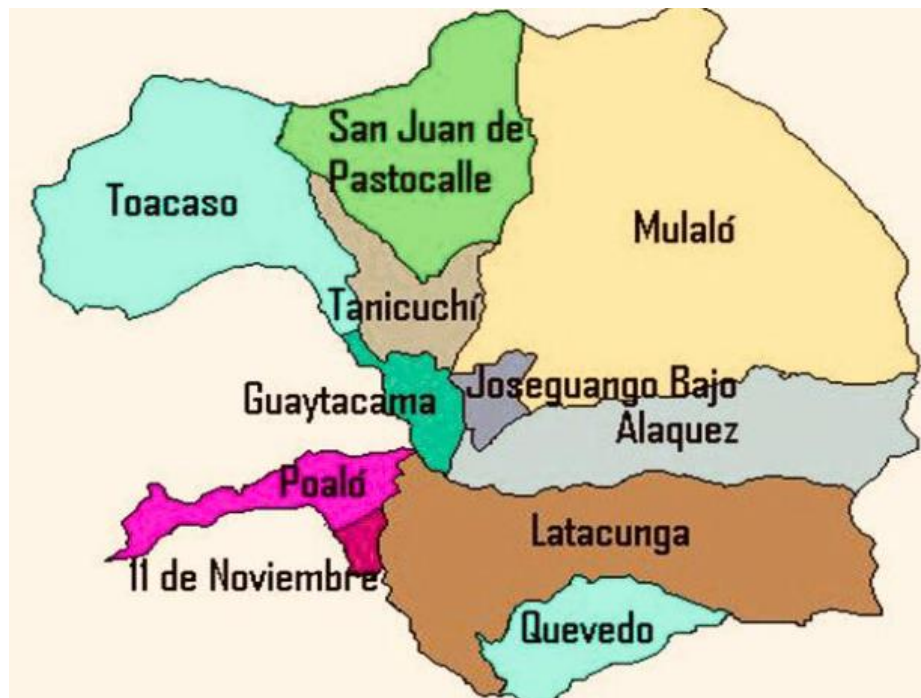 San Juan de
Pastocalle
Toacaso
Mulaló
Tanicuchí
Joseguango Bajo
Guaytacama
Alaquez
Poaló
Latacunga
11 de Noviembre
Quevedo